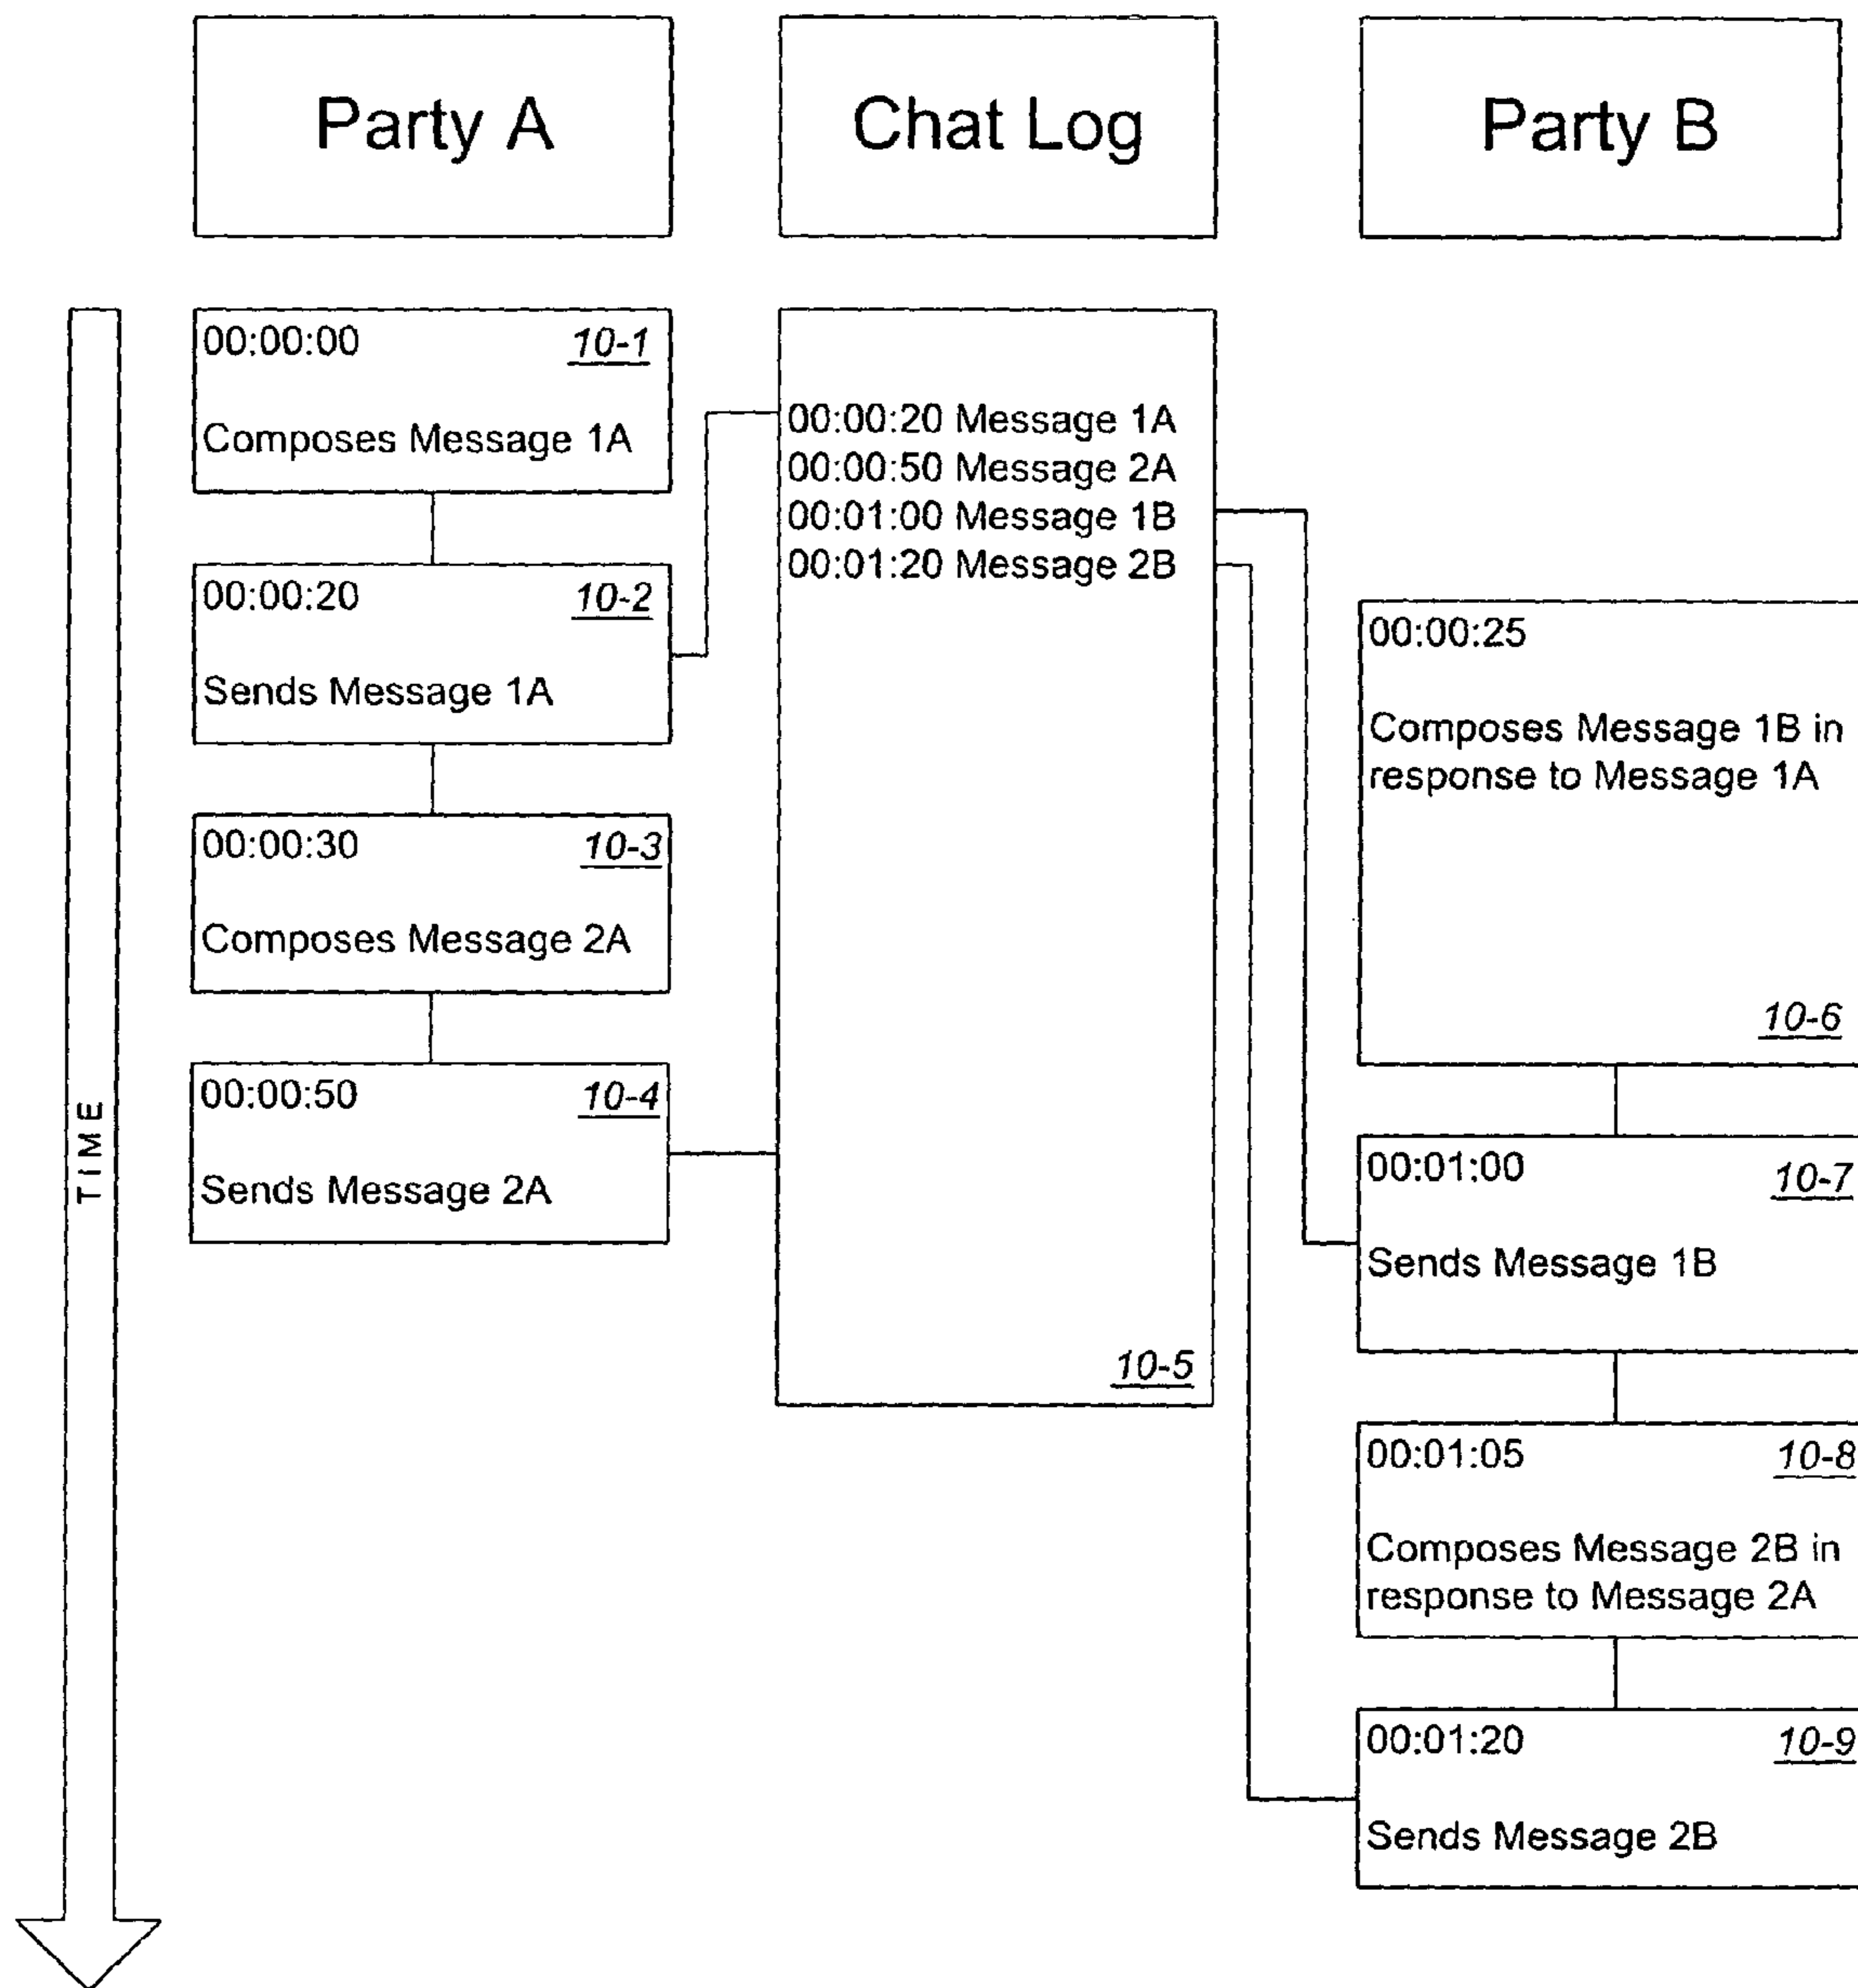 Party A
Chat Log
Party B
TIME
00:00:00
10-1
Composes Message 1A
00:00:20
10-2
Sends Message 1A
00:00:30
10-3
Composes Message 2A
00:00:50
10-4
Sends Message 2A
00:00:20 Message 1A
00:00:50 Message 2A
00:01:00 Message 1B
00:01:20 Message 2B
10-5
00:00:25
Composes Message 1B in
response to Message 1A
10-6
00:01:00
10-7
Sends Message 1B
00:01:05
10-8
Composes Message 2B in
response to Message 2A
00:01:20
10-9
Sends Message 2B